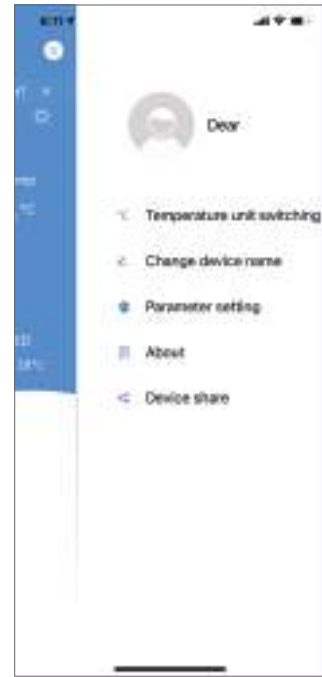 Dear
Temperature unit switching
Change device name
Parameter setting
About
Device share